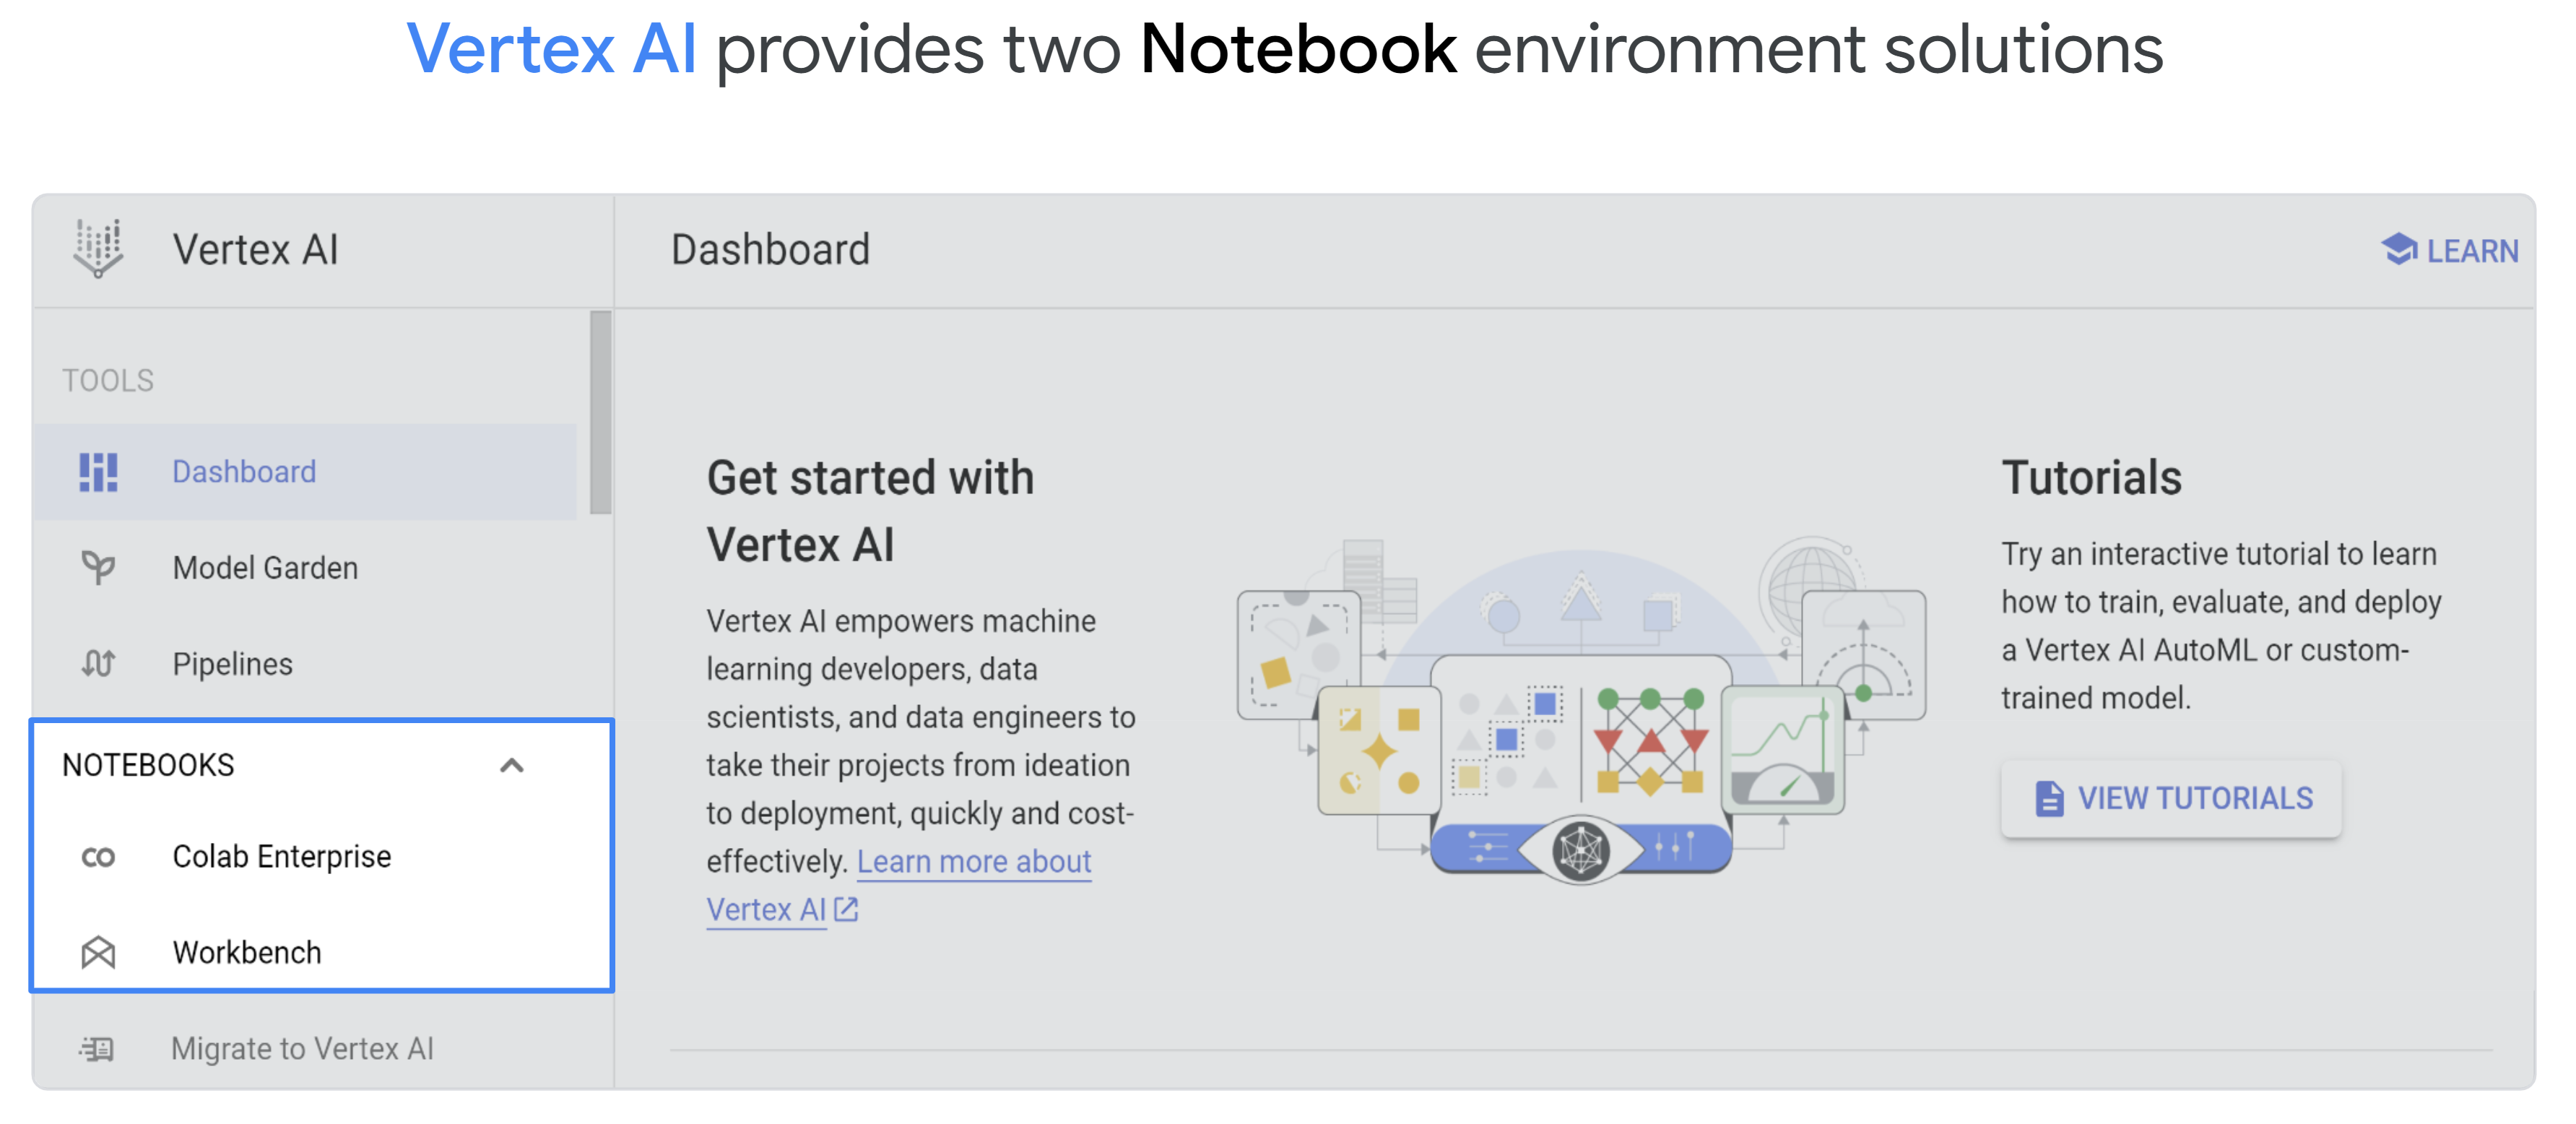 Vertex AI provides two Notebook environment solutions
Vertex AI
Dashboard
LEARN
TOOLS
Dashboard
Model Garden
Pipelines
NOTEBOOKS
Colab Enterprise
Workbench
Migrate to Vertex AI
Get started with
Vertex AI
Vertex AI empowers machine
learning developers, data
scientists, and data engineers to
take their projects from ideation
to deployment, quickly and cost-
effectively. Learn more about
Vertex AI
Tutorials
Try an interactive tutorial to learn
how to train, evaluate, and deploy
a Vertex AI AutoML or custom-
trained model.
VIEW TUTORIALS